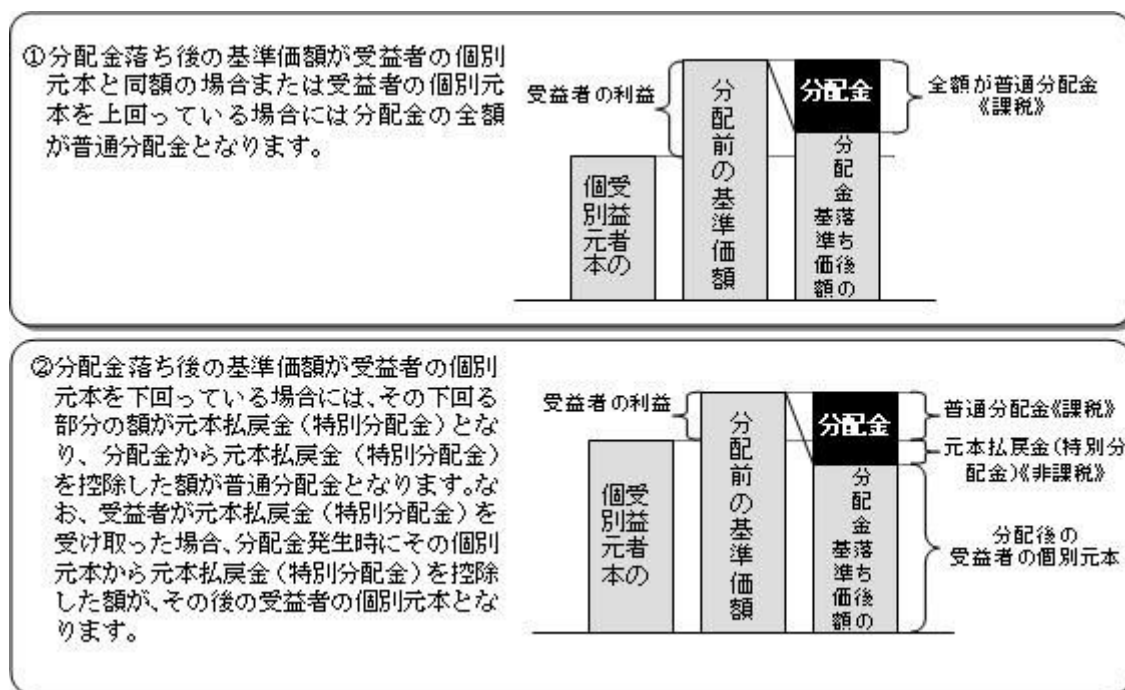 ①分配金落ち後の基準価額が受益者の個別
元本と同額の場合または受益者の個別元
本を上回っている場合には分配金の全額
が普通分配金となります。
受益者の利益
受益者の
個別元本
分配前の基準価額
分配金
分配金落ち後の
基準価額
全額が普通分配金
《課税》
②分配金落ち後の基準価額が受益者の個別
元本を下回っている場合には、その下回る
部分の額が元本払戻金(特別分配金)とな
り、分配金から元本払戻金(特別分配金)
を控除した額が普通分配金となります。な
お、受益者が元本払戻金(特別分配金)を
受け取った場合、分配金発生時にその個別
元本から元本払戻金(特別分配金)を控除
した額が、その後の受益者の個別元本とな
ります。
受益者の利益
受益者の
個別元本
分配前の基準価額
分配金
分配金落ち後の
基準価額
普通分配金《課税》
元本払戻金(特別分
配金)《非課税》
分配後の
受益者の個別元本